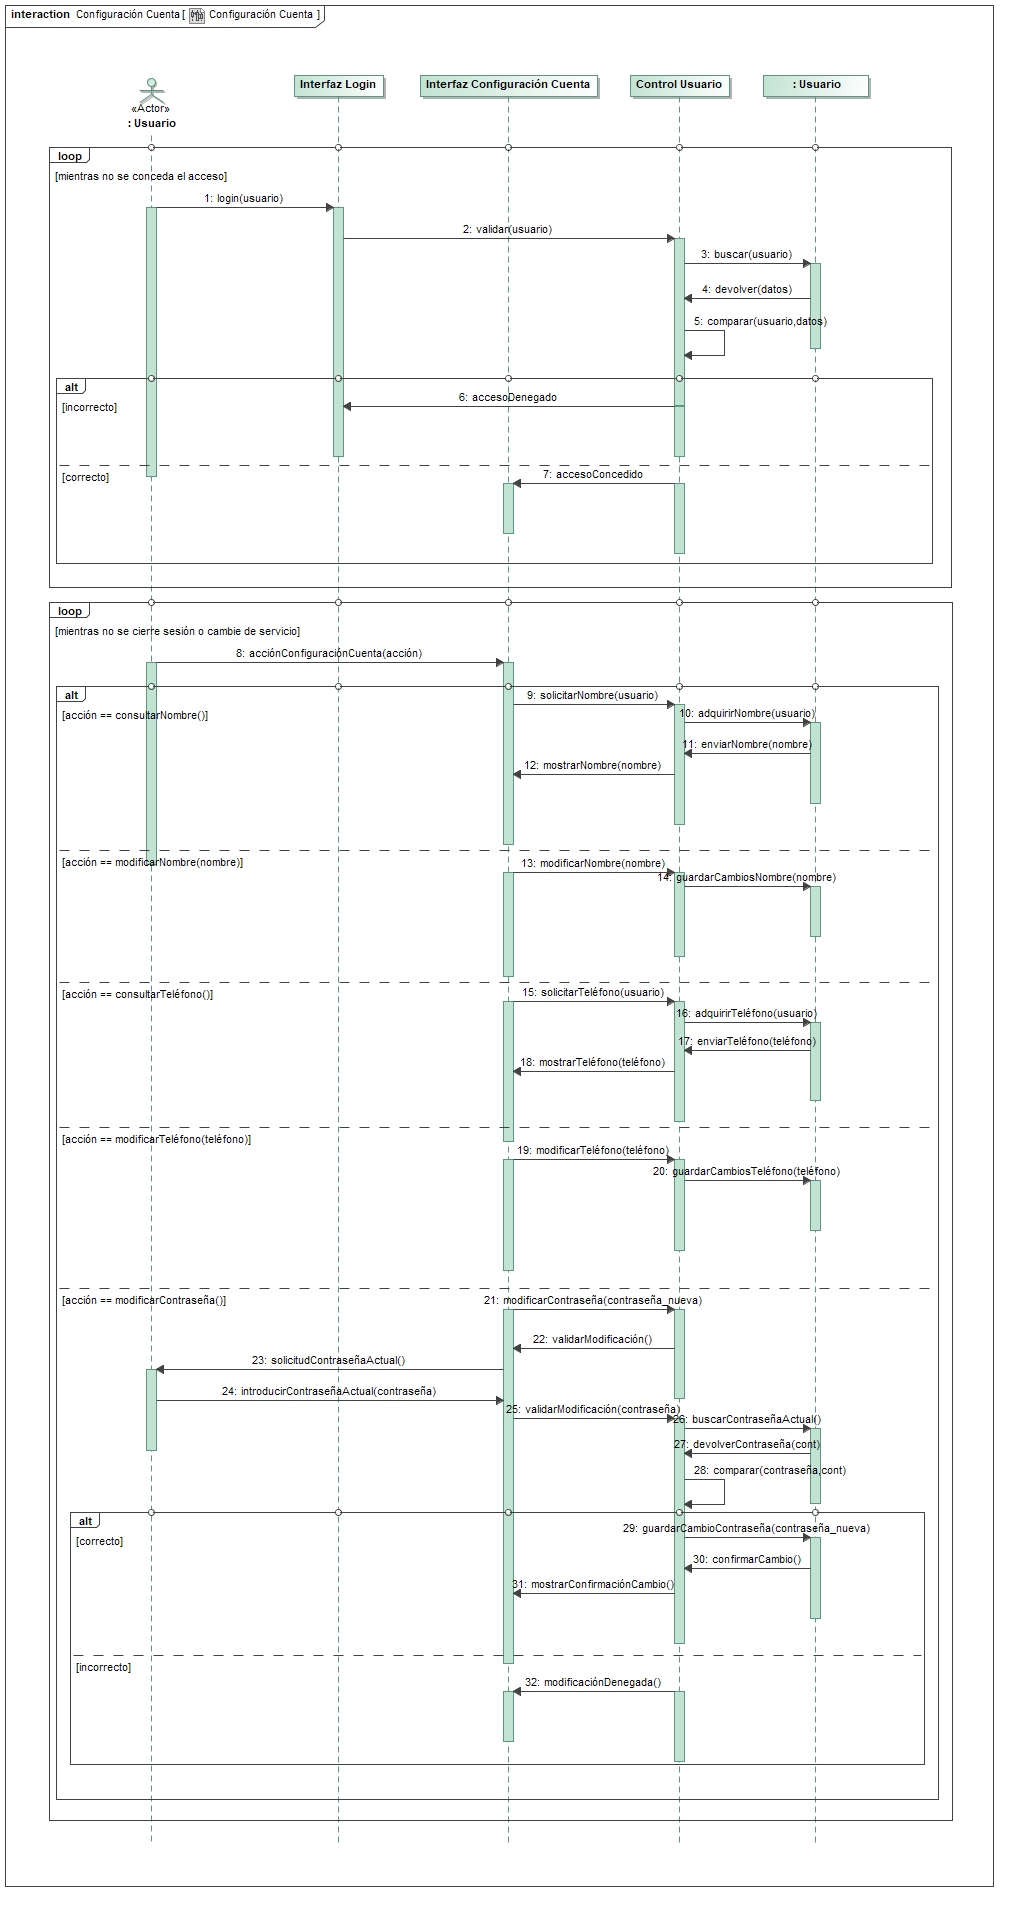 interaction Configuración Cuenta [ Configuración Cuenta ]
Interfaz Login
Interfaz Configuración Cuenta
Control Usuario
: Usuario
«Actor»
: Usuario
loop
[mientras no se conceda el acceso]
1: login(usuario)
2: validar(usuario)
3: buscar(usuario)
4: devolver(datos)
5: comparar(usuario,datos)
alt
6: accesoDenegado
[incorrecto]
7: accesoConcedido
[correcto]
loop
[mientras no se cierre sesión o cambie de servicio]
8: acciónConfiguraciónCuenta(acción)
alt
9: solicitarNombre(usuario)
[acción == consultarNombre()]
10: adquirirNombre(usuario)
11: enviarNombre(nombre)
12: mostrarNombre(nombre)
[acción == modificarNombre(nombre)]
13: modificarNombre(nombre)
14: guardarCambiosNombre(nombre)
[acción == consultarTeléfono()]
15: solicitarTeléfono(usuario)
16: adquirirTeléfono(usuario)
17: enviarTeléfono(teléfono)
18: mostrarTeléfono(teléfono)
[acción == modificarTeléfono(teléfono)]
19: modificarTeléfono(teléfono)
20: guardarCambiosTeléfono(teléfono)
[acción == modificarContraseña()]
21: modificarContraseña(contraseña_nueva)
22: validarModificación()
23: solicitudContraseñaActual()
24: introducirContraseñaActual(contraseña)
25: validarModificación(contraseña)
26: buscarContraseñaActual()
27: devolverContraseña(cont)
28: comparar(contraseña,cont)
alt
29: guardarCambioContraseña(contraseña_nueva)
[correcto]
30: confirmarCambio()
31: mostrarConfirmaciónCambio()
[incorrecto]
32: modificaciónDenegada()